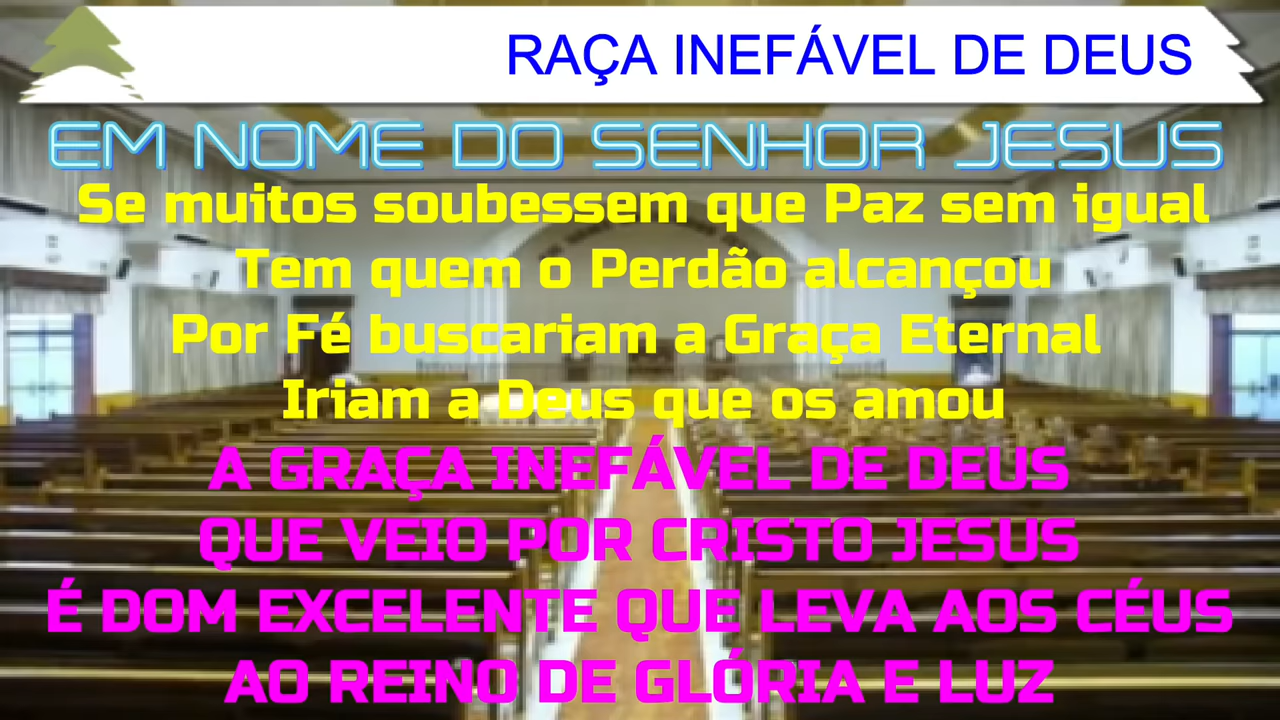 RAÇA INEFÁVEL DE DEUS
EM NOME DO SENHOR JESUS
Se muitos soubessem que Paz sem igual
Tem quem o Perdão alcançou
Por Fé buscariam a Graça Eternal
Iriam a Deus que os amou
A GRAÇA INEFÁVEL DE DEUS
QUE VEIO POR CRISTO JESUS
É DOM EXCELENTE QUE LEVA AOS CÉUS
AO REINO DE GLÓRIA E LUZ